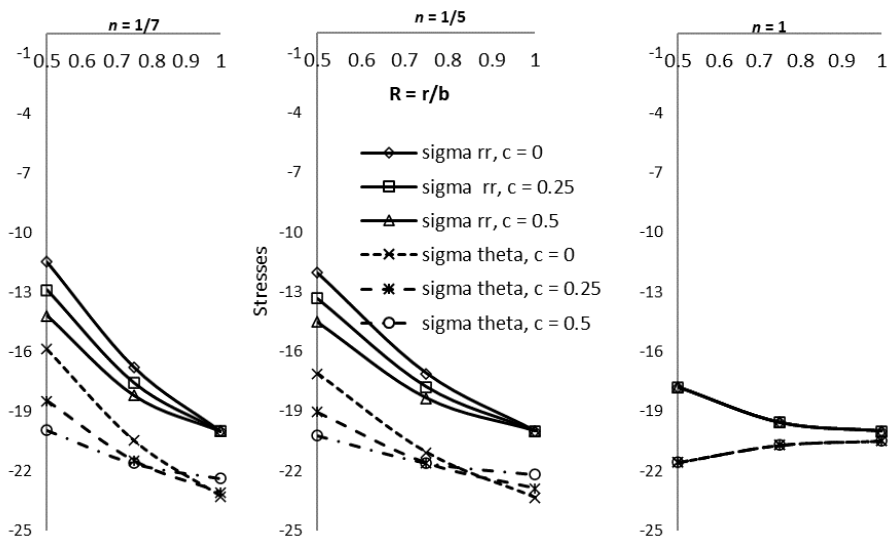 n = 1/7
-1
0.5 0.6 0.7 0.8 0.9 1
-4
-7
-10
-13
-16
-19
-22
-25
n = 1/5
-1
0.5 0.6 0.7 0.8 0.9 1
R = r/b
-4
-7
-10
-13
-16
-19
-22
-25
Stresses
sigma rr, c = 0
sigma rr, c = 0.25
sigma rr, c = 0.5
sigma theta, c = 0
sigma theta, c = 0.25
sigma theta, c = 0.5
n = 1
-1
0.5 0.6 0.7 0.8 0.9 1
-4
-7
-10
-13
-16
-19
-22
-25